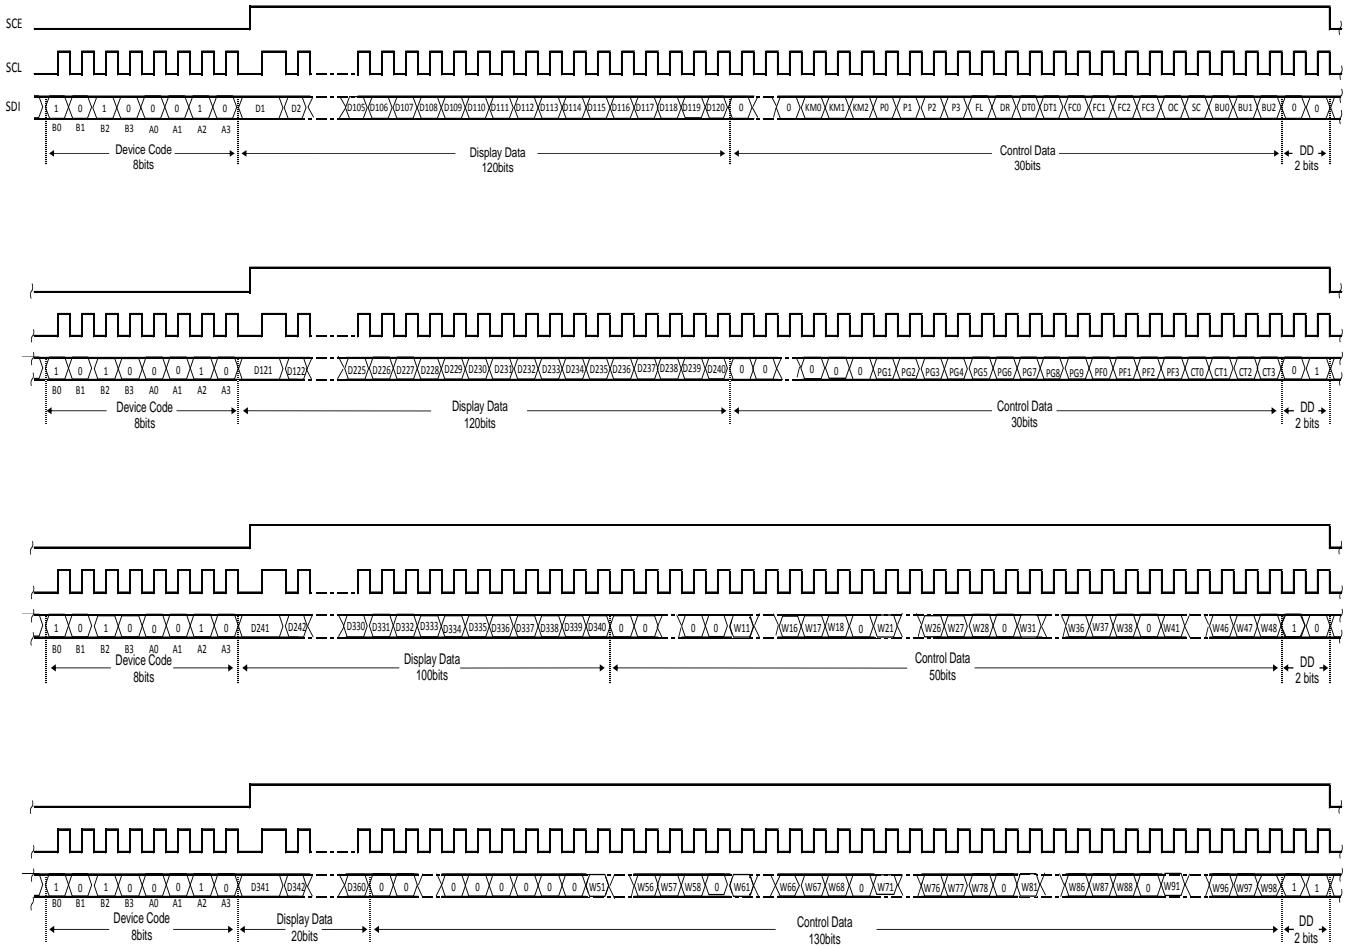 SCE
SCL
SDI 1 0 1 0 0 0 1 0 D1 D2 D105 D106 D107 D108 D109 D110 D111 D112 D113 D114 D115 D116 D117 D118 D119 D120 0 0 KM0 KM1 KM2 P0 P1 P2 P3 FL DR DT0 DT1 FC0 FC1 FC2 FC3 OC SC BU0 BU1 BU2 0 0
B0 B1 B2 B3 A0 A1 A2 A3
Device Code Display Data Control Data DD
8bits 120bits 30bits 2 bits
1 0 1 0 0 0 1 0 D121 D122 D225 D226 D227 D228 D229 D230 D231 D232 D233 D234 D235 D236 D237 D238 D239 D240 0 0 0 0 0 PG1 PG2 PG3 PG4 PG5 PG6 PG7 PG8 PG9 PF0 PF1 PF2 PF3 CT0 CT1 CT2 CT3 0 1
B0 B1 B2 B3 A0 A1 A2 A3
Device Code Display Data Control Data DD
8bits 120bits 30bits 2 bits
1 0 1 0 0 0 1 0 D241 D242 D330 D331 D332 D333 D334 D335 D336 D337 D338 D339 D340 0 0 0 0 W11 W16 W17 W18 0 W21 W26 W27 W28 0 W31 W36 W37 W38 0 W41 W46 W47 W48 1 0
B0 B1 B2 B3 A0 A1 A2 A3
Device Code Display Data Control Data DD
8bits 100bits 50bits 2 bits
1 0 1 0 0 0 1 0 D341 D342 D360 0 0 0 0 0 0 0 0 W51 W56 W57 W58 0 W61 W66 W67 W68 0 W71 W76 W77 W78 0 W81 W86 W87 W88 0 W91 W96 W97 W98 1 1
B0 B1 B2 B3 A0 A1 A2 A3
Device Code Display Data Control Data DD
8bits 20bits 130bits 2 bits